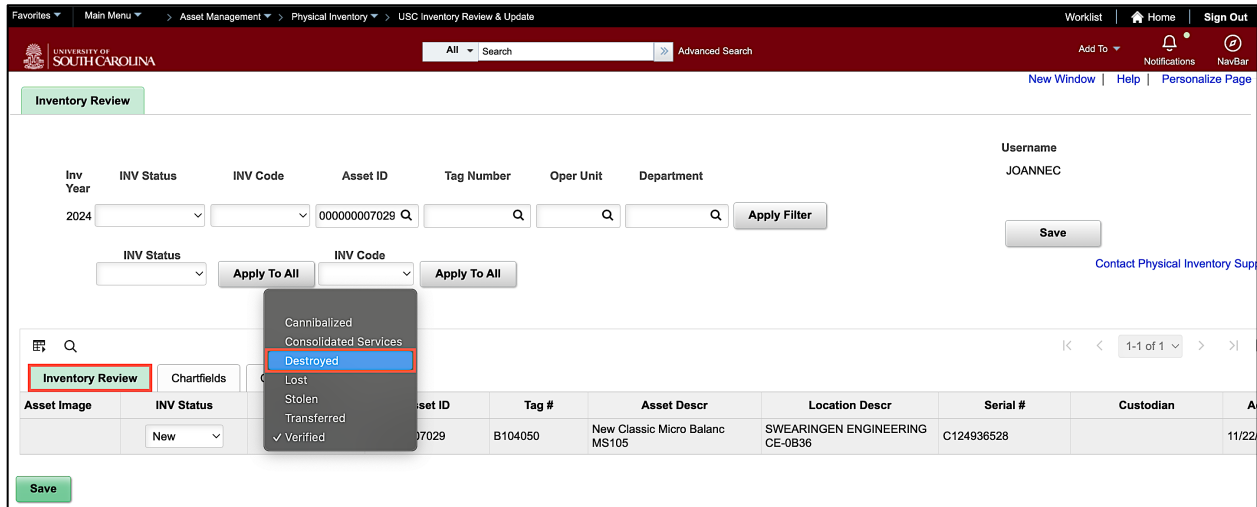 Favorites Main Menu > Asset Management > Physical Inventory > USC Inventory Review & Update Worklist Home Sign Out
UNIVERSITY OF
SOUTH CAROLINA
All Search >> Advanced Search
Add To Notifications NavBar
New Window | Help | Personalize Page
Inventory Review
Username
JOANNEC
Inv Year INV Status INV Code Asset ID Tag Number Oper Unit Department
2024 000000007029 Apply Filter
Save
INV Status INV Code
Apply To All Apply To All
Contact Physical Inventory Supp
Cannibalized
Consolidated Services
Destroyed
Lost
Stolen
Transferred
✓ Verified
1-1 of 1
Inventory Review Chartfields
Asset Image INV Status sset ID Tag # Asset Descr Location Descr Serial # Custodian A
New 07029 B104050 New Classic Micro Balanc MS105 SWEARINGEN ENGINEERING CE-0B36 C124936528 11/22/
Save